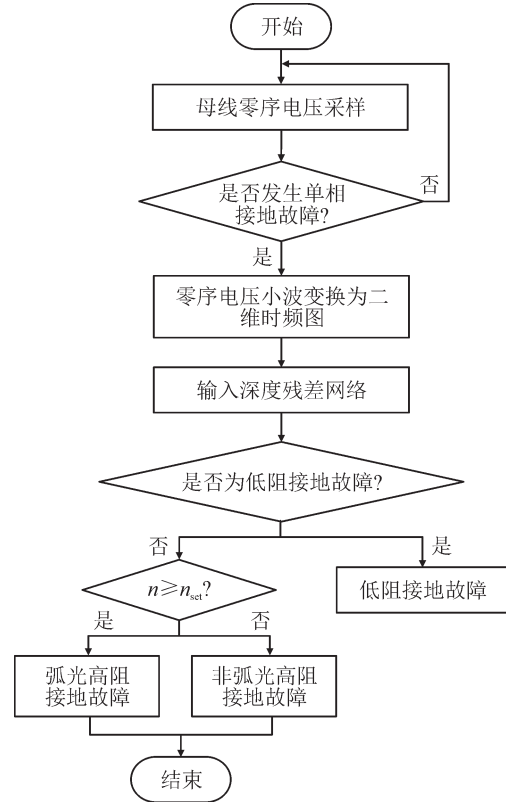 开始
母线零序电压采样
是否发生单相
接地故障?
否
是
零序电压小波变换为二
维时频图
输入深度残差网络
是否为低阻接地故障?
否
是
n≥nset?
低阻接地故障
是
否
弧光高阻
接地故障
非弧光高阻
接地故障
结束